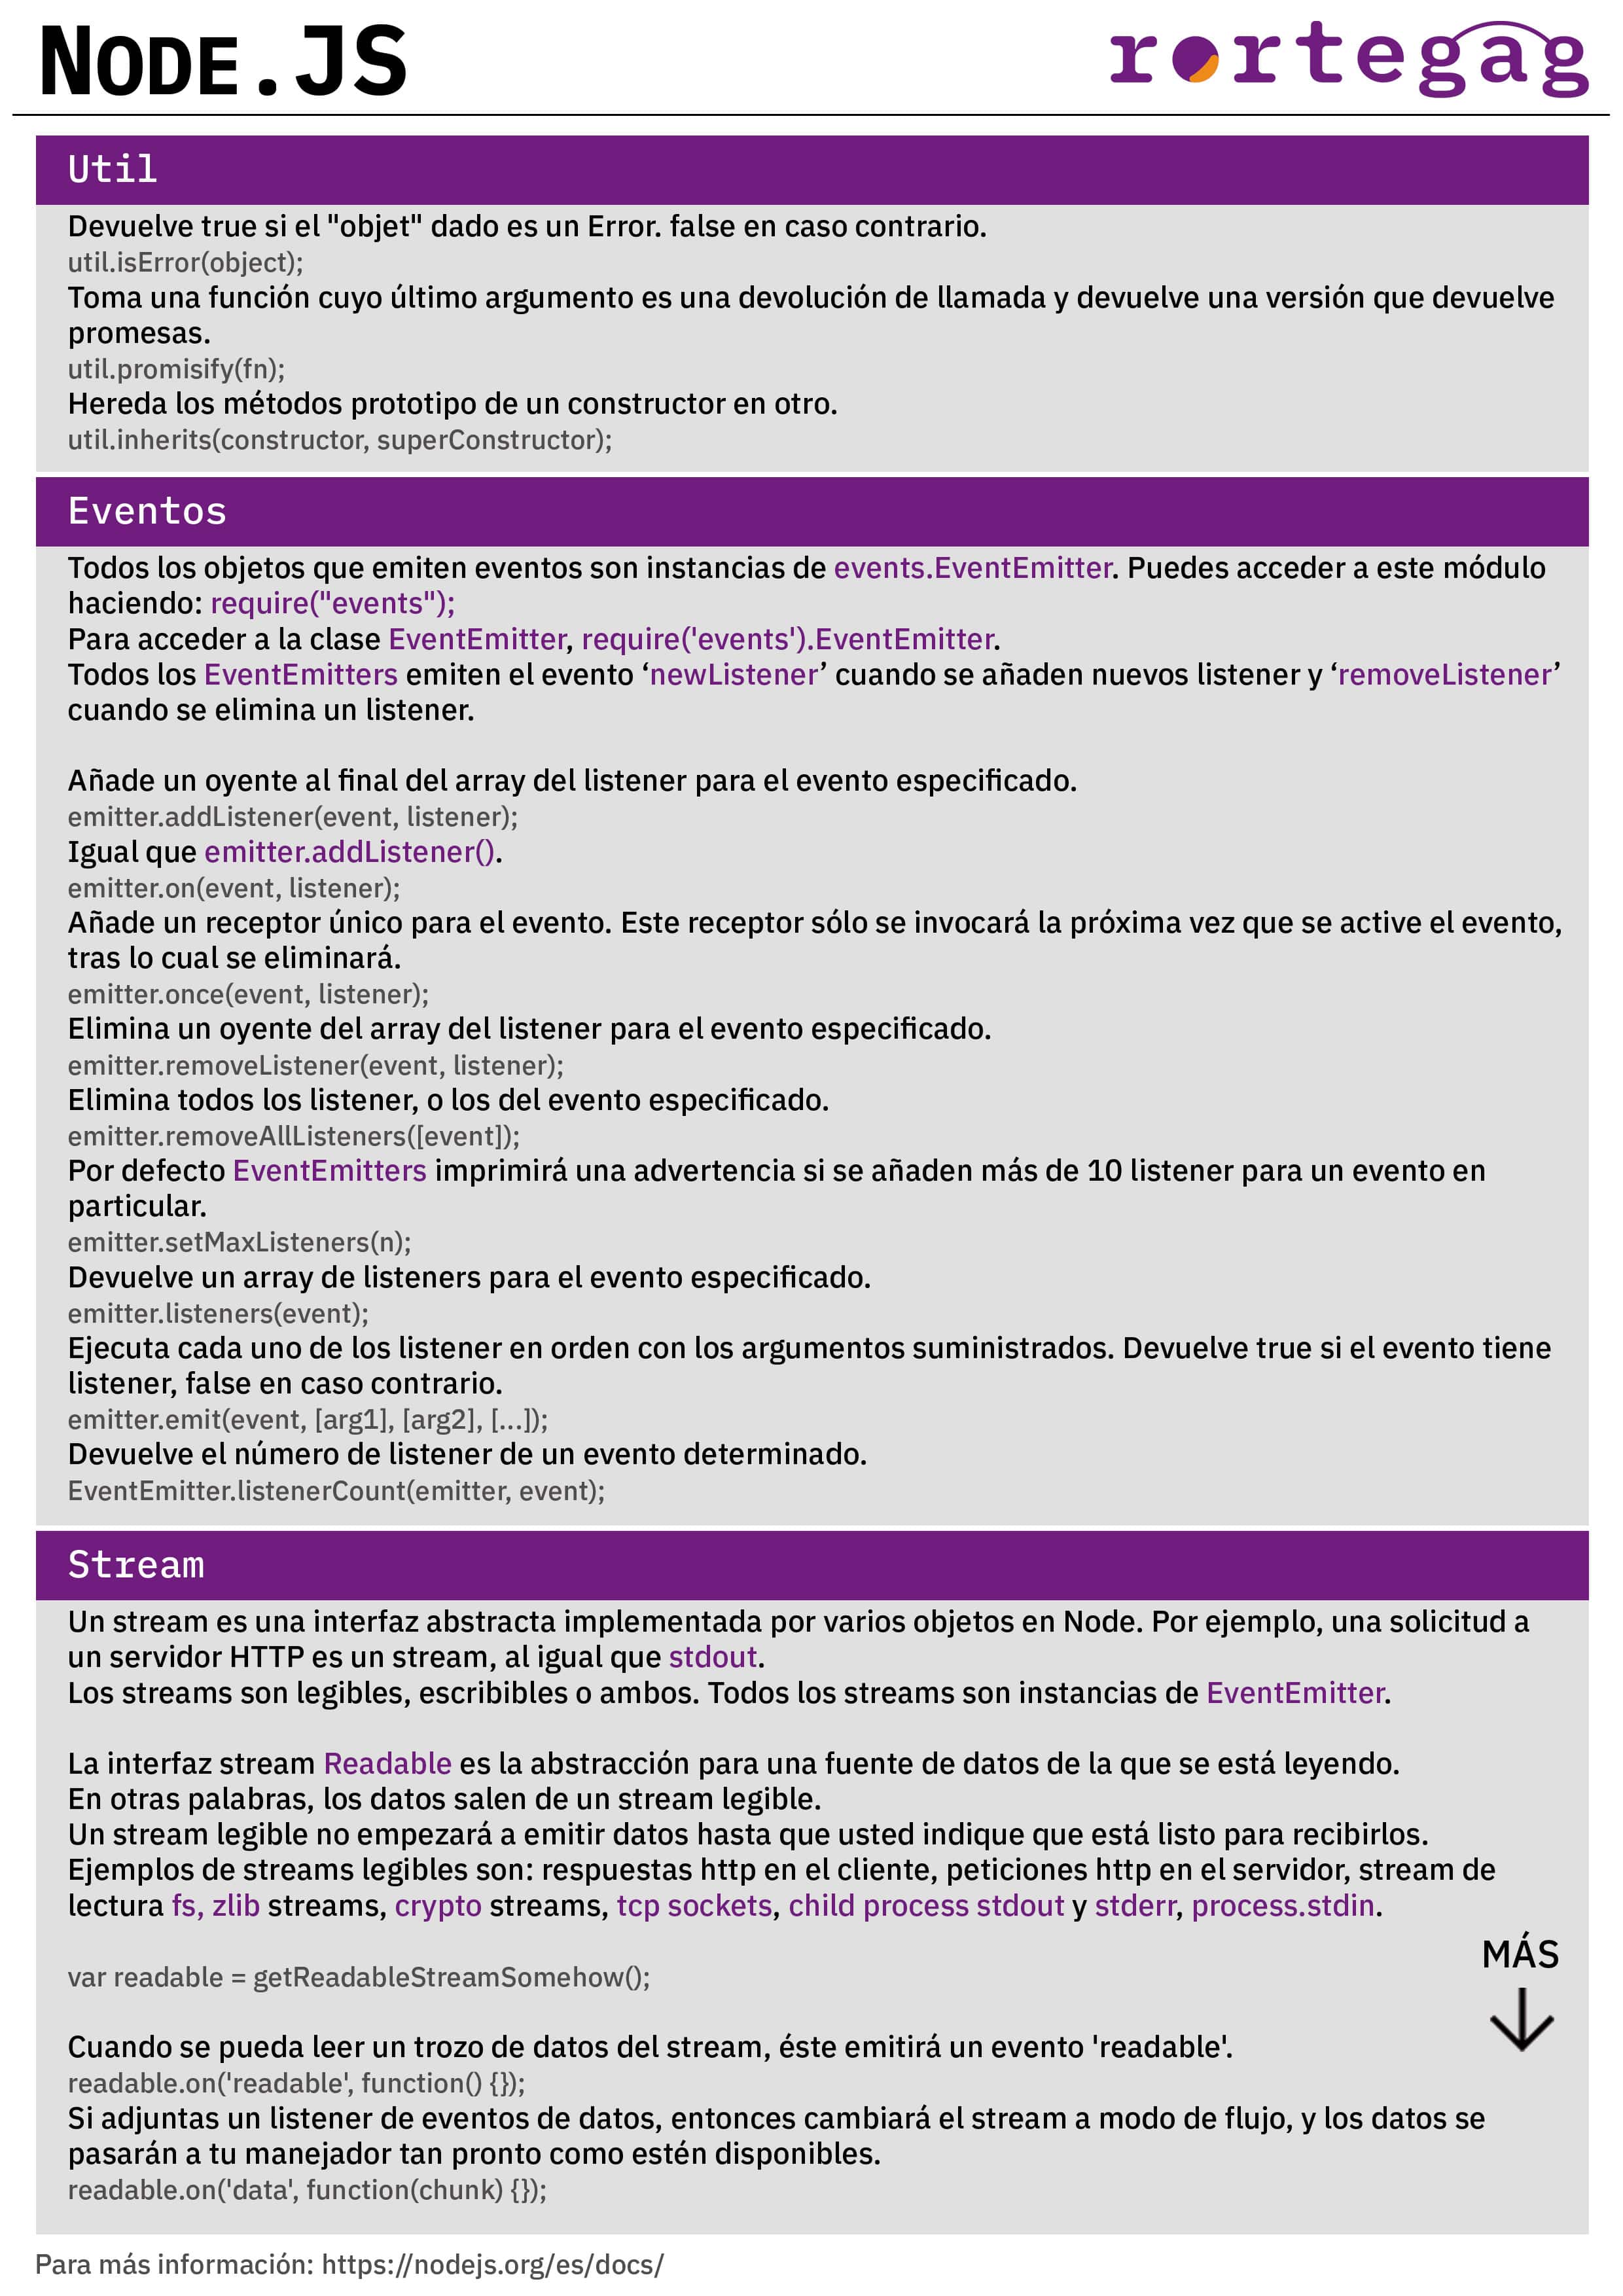 NODE.JS
rortegag
Util
Devuelve true si el "objet" dado es un Error. false en caso contrario.
util.isError(object);
Toma una función cuyo último argumento es una devolución de llamada y devuelve una versión que devuelve
promesas.
util.promisify(fn);
Hereda los métodos prototipo de un constructor en otro.
util.inherits(constructor, superConstructor);
Eventos
Todos los objetos que emiten eventos son instancias de events.EventEmitter. Puedes acceder a este módulo
haciendo: require("events");
Para acceder a la clase EventEmitter, require('events').EventEmitter.
Todos los EventEmitters emiten el evento ‘newListener’ cuando se añaden nuevos listener y ‘removeListener’
cuando se elimina un listener.
Añade un oyente al final del array del listener para el evento especificado.
emitter.addListener(event, listener);
Igual que emitter.addListener().
emitter.on(event, listener);
Añade un receptor único para el evento. Este receptor sólo se invocará la próxima vez que se active el evento,
tras lo cual se eliminará.
emitter.once(event, listener);
Elimina un oyente del array del listener para el evento especificado.
emitter.removeListener(event, listener);
Elimina todos los listener, o los del evento especificado.
emitter.removeAllListeners([event]);
Por defecto EventEmitters imprimirá una advertencia si se añaden más de 10 listener para un evento en
particular.
emitter.setMaxListeners(n);
Devuelve un array de listeners para el evento especificado.
emitter.listeners(event);
Ejecuta cada uno de los listener en orden con los argumentos suministrados. Devuelve true si el evento tiene
listener, false en caso contrario.
emitter.emit(event, [arg1], [arg2], [...]);
Devuelve el número de listener de un evento determinado.
EventEmitter.listenerCount(emitter, event);
Stream
Un stream es una interfaz abstracta implementada por varios objetos en Node. Por ejemplo, una solicitud a
un servidor HTTP es un stream, al igual que stdout.
Los streams son legibles, escribibles o ambos. Todos los streams son instancias de EventEmitter.
La interfaz stream Readable es la abstracción para una fuente de datos de la que se está leyendo.
En otras palabras, los datos salen de un stream legible.
Un stream legible no empezará a emitir datos hasta que usted indique que está listo para recibirlos.
Ejemplos de streams legibles son: respuestas http en el cliente, peticiones http en el servidor, stream de
lectura fs, zlib streams, crypto streams, tcp sockets, child process stdout y stderr, process.stdin.
MÁS
var readable = getReadableStreamSomehow();
Cuando se pueda leer un trozo de datos del stream, éste emitirá un evento 'readable'.
readable.on('readable', function() {});
Si adjuntas un listener de eventos de datos, entonces cambiará el stream a modo de flujo, y los datos se
pasarán a tu manejador tan pronto como estén disponibles.
readable.on('data', function(chunk) {});
Para más información: https://nodejs.org/es/docs/